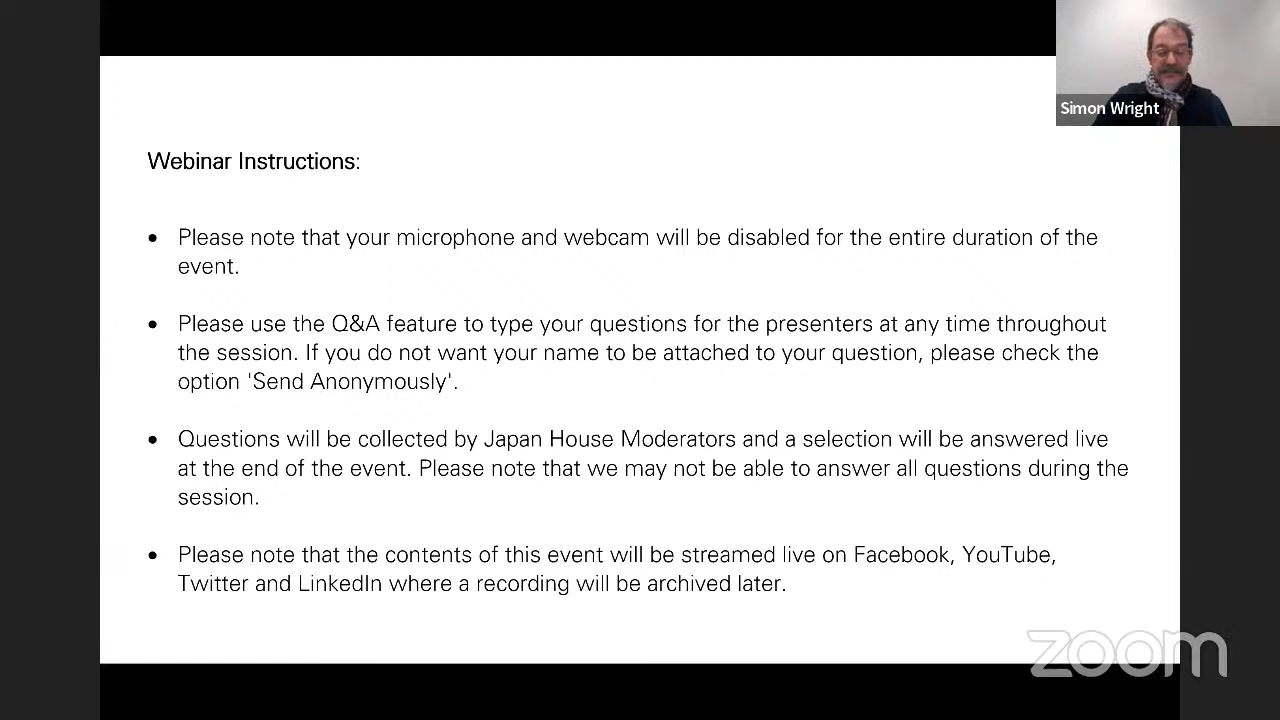 Simon Wright
Webinar Instructions:
• Please note that your microphone and webcam will be disabled for the entire duration of the
event.
• Please use the Q&A feature to type your questions for the presenters at any time throughout
the session. If you do not want your name to be attached to your question, please check the
option 'Send Anonymously'.
• Questions will be collected by Japan House Moderators and a selection will be answered live
at the end of the event. Please note that we may not be able to answer all questions during the
session.
• Please note that the contents of this event will be streamed live on Facebook, YouTube,
Twitter and LinkedIn where a recording will be archived later.
zoom